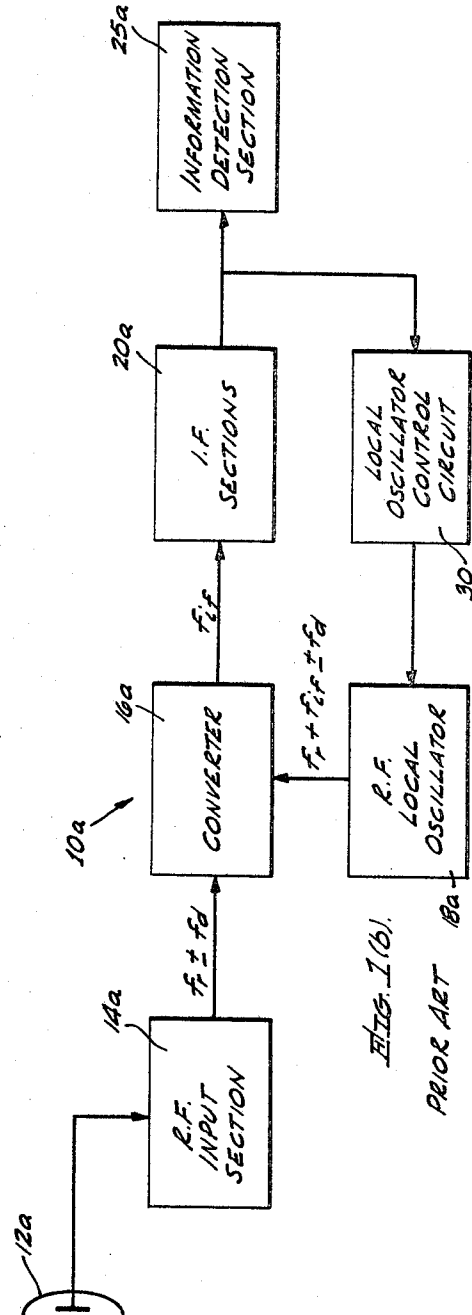 12a
14a
R.F.
INPUT
SECTION
fr ± fd
10a
16a
CONVERTER
fif
20a
I.F.
SECTIONS
25a
INFORMATION
DETECTION
SECTION
fr + fif ± fd
R.F.
LOCAL
OSCILLATOR
18a
LOCAL
OSCILLATOR
CONTROL
CIRCUIT
30
FIG. 1(b).
PRIOR ART